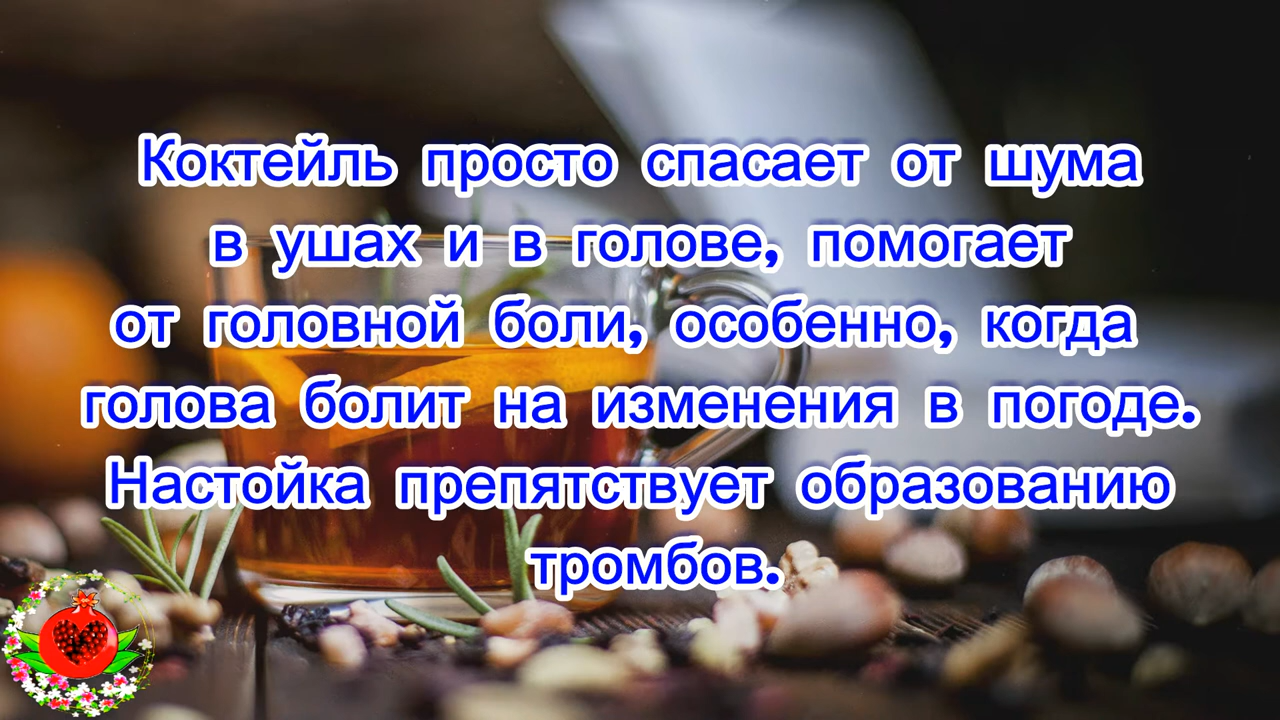 Коктейль просто спасает от шума
в ушах и в голове, помогает
от головной боли, особенно, когда
голова болит на изменения в погоде.
Настойка препятствует образованию
тромбов.